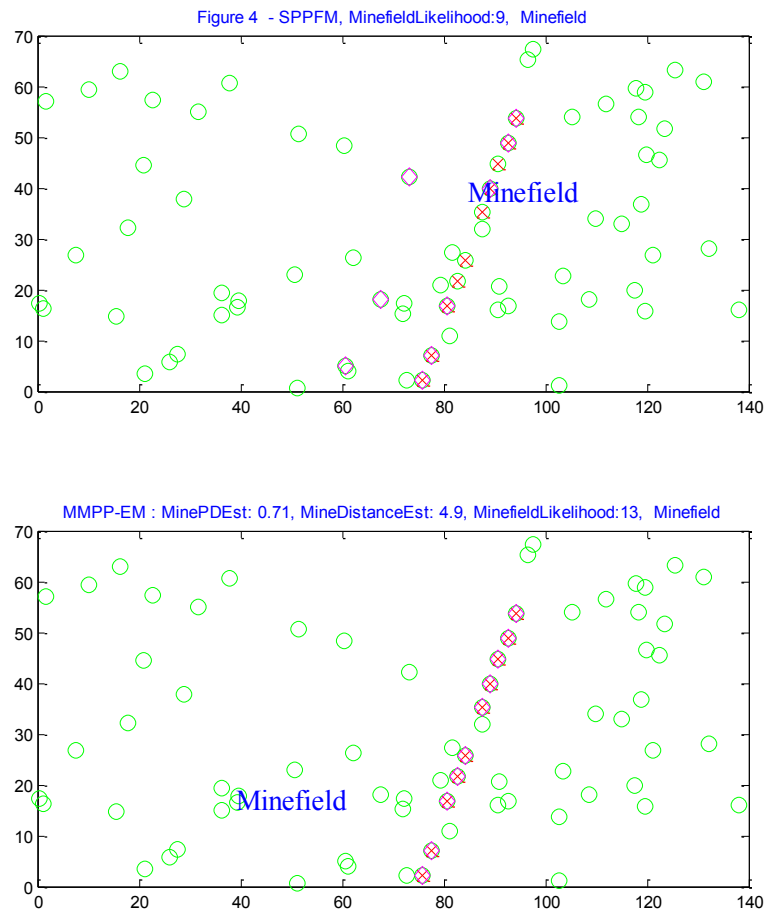 Figure 4 - SPPFM, MinefieldLikelihood:9, Minefield
70
60
50
40
30
20
10
0
Minefield
0 20 40 60 80 100 120 140
MMPP-EM : MinePDEst: 0.71, MineDistanceEst: 4.9, MinefieldLikelihood:13, Minefield
70
60
50
40
30
20
10
0
Minefield
0 20 40 60 80 100 120 140